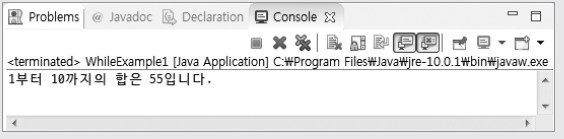 Problems @ Javadoc Declaration Console
<terminated> WhileExample1 [Java Application] C:₩Program Files₩Java₩jre-10.0.1₩bin₩javaw.exe
1부터 10까지의 합은 55입니다.